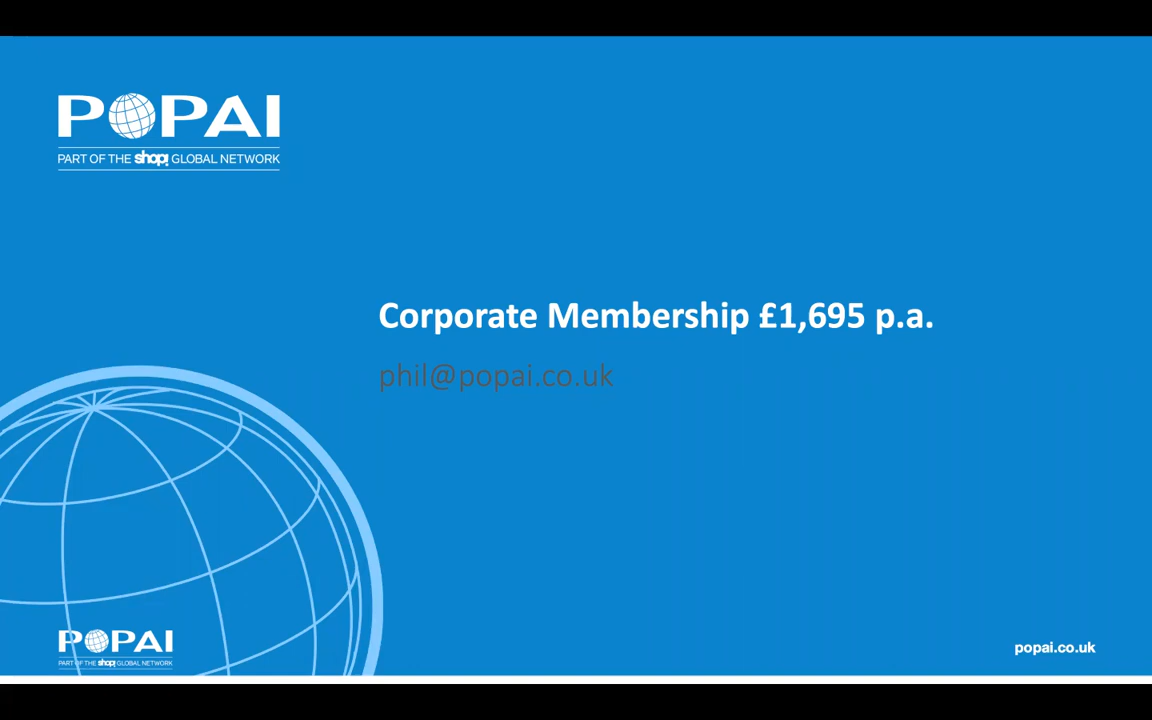 POPAI
PART OF THE shop! GLOBAL NETWORK
Corporate Membership £1,695 p.a.
phil@popai.co.uk
POPAI
PART OF THE shop! GLOBAL NETWORK
popai.co.uk